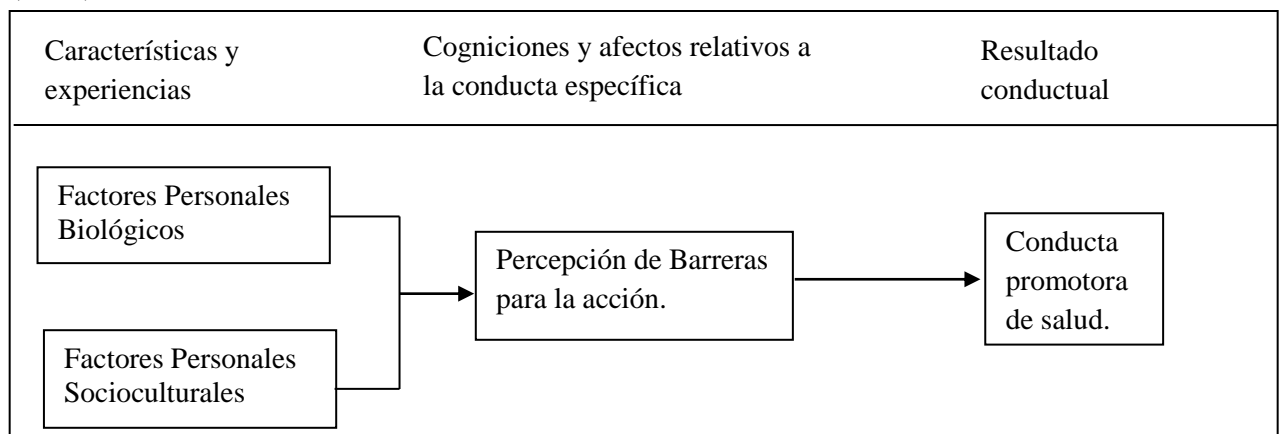 Características y
experiencias
Cogniciones y afectos relativos a
la conducta específica
Resultado
conductual
Factores Personales
Biológicos
Factores Personales
Socioculturales
Percepción de Barreras
para la acción.
Conducta
promotora
de salud.